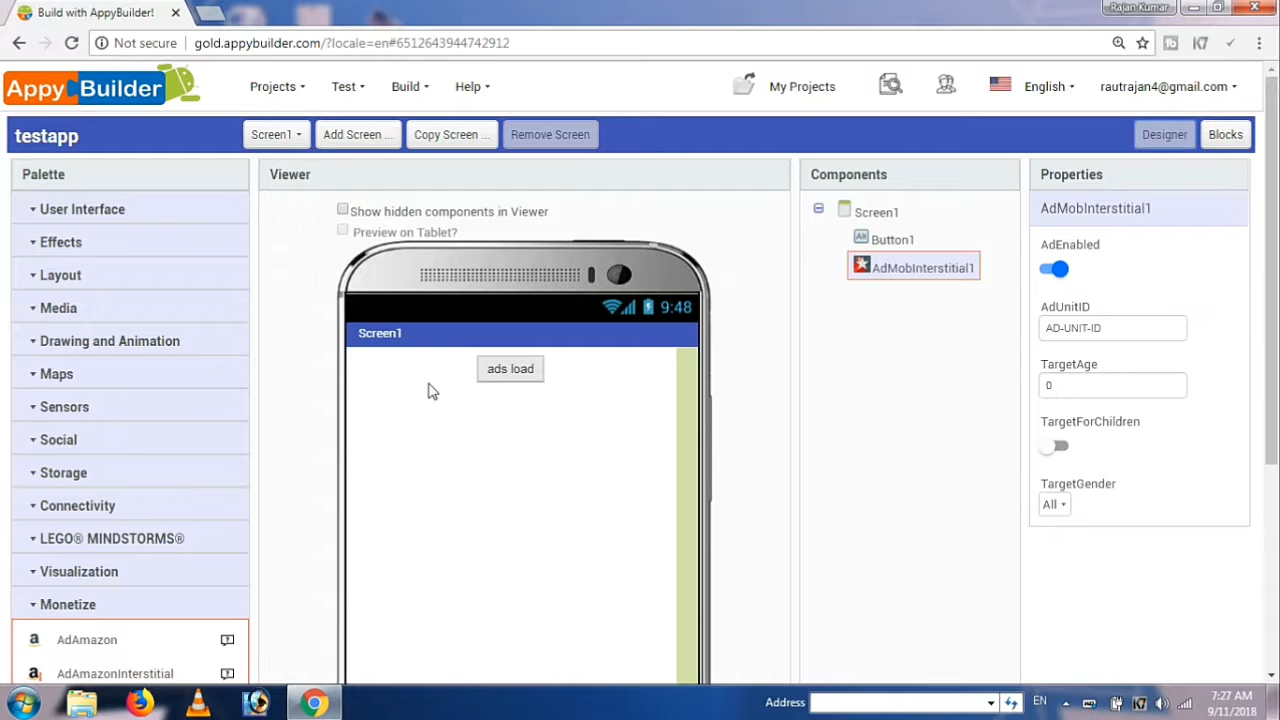 Build with AppyBuilder!
Rajan Kumar
Not secure
gold.appybuilder.com/?locale=en#6512643944742912
Appy Builder
Projects
Test
Build
Help
My Projects
English
rautrajan4@gmail.com
testapp
Screen1
Add Screen ...
Copy Screen ...
Remove Screen
Designer
Blocks
Palette
Viewer
Components
Properties
User Interface
Effects
Layout
Media
Drawing and Animation
Maps
Sensors
Social
Storage
Connectivity
LEGO® MINDSTORMS®
Visualization
Monetize
AdAmazon
AdAmazonInterstitial
Show hidden components in Viewer
Preview on Tablet?
9:48
Screen1
ads load
Screen1
Button1
AdMobInterstitial1
AdMobInterstitial1
AdEnabled
AdUnitID
AD-UNIT-ID
TargetAge
0
TargetForChildren
TargetGender
All
Address
EN
7:27 AM
9/11/2018